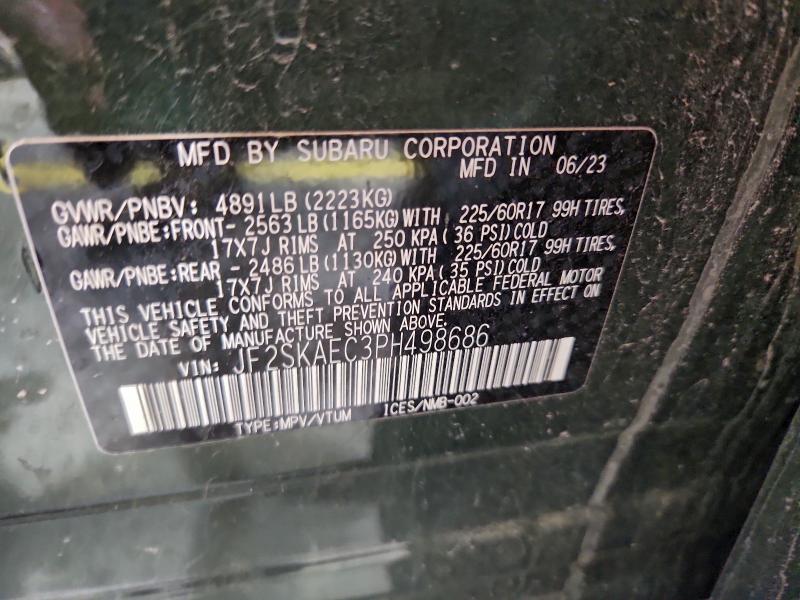 MFD BY SUBARU CORPORATION
MFD IN 06/23
GVWR/PNBV: 4891LB (2223KG)
GAWR/PNBE:FRONT- 2563LB (1165KG) WITH 225/60R17 99H TIRES,
17X7J RIMS AT 250 KPA ( 36 PSI) COLD
GAWR/PNBE:REAR - 2486LB (1130KG) WITH 225/60R17 99H TIRES,
17X7J RIMS AT 240 KPA ( 35 PSI) COLD
THIS VEHICLE CONFORMS TO ALL APPLICABLE FEDERAL MOTOR
VEHICLE SAFETY AND THEFT PREVENTION STANDARDS IN EFFECT ON
THE DATE OF MANUFACTURE SHOWN ABOVE.
VIN: JF2SKAFC3PH498686
TYPE:MPV/VTUM ICES/NMB-002